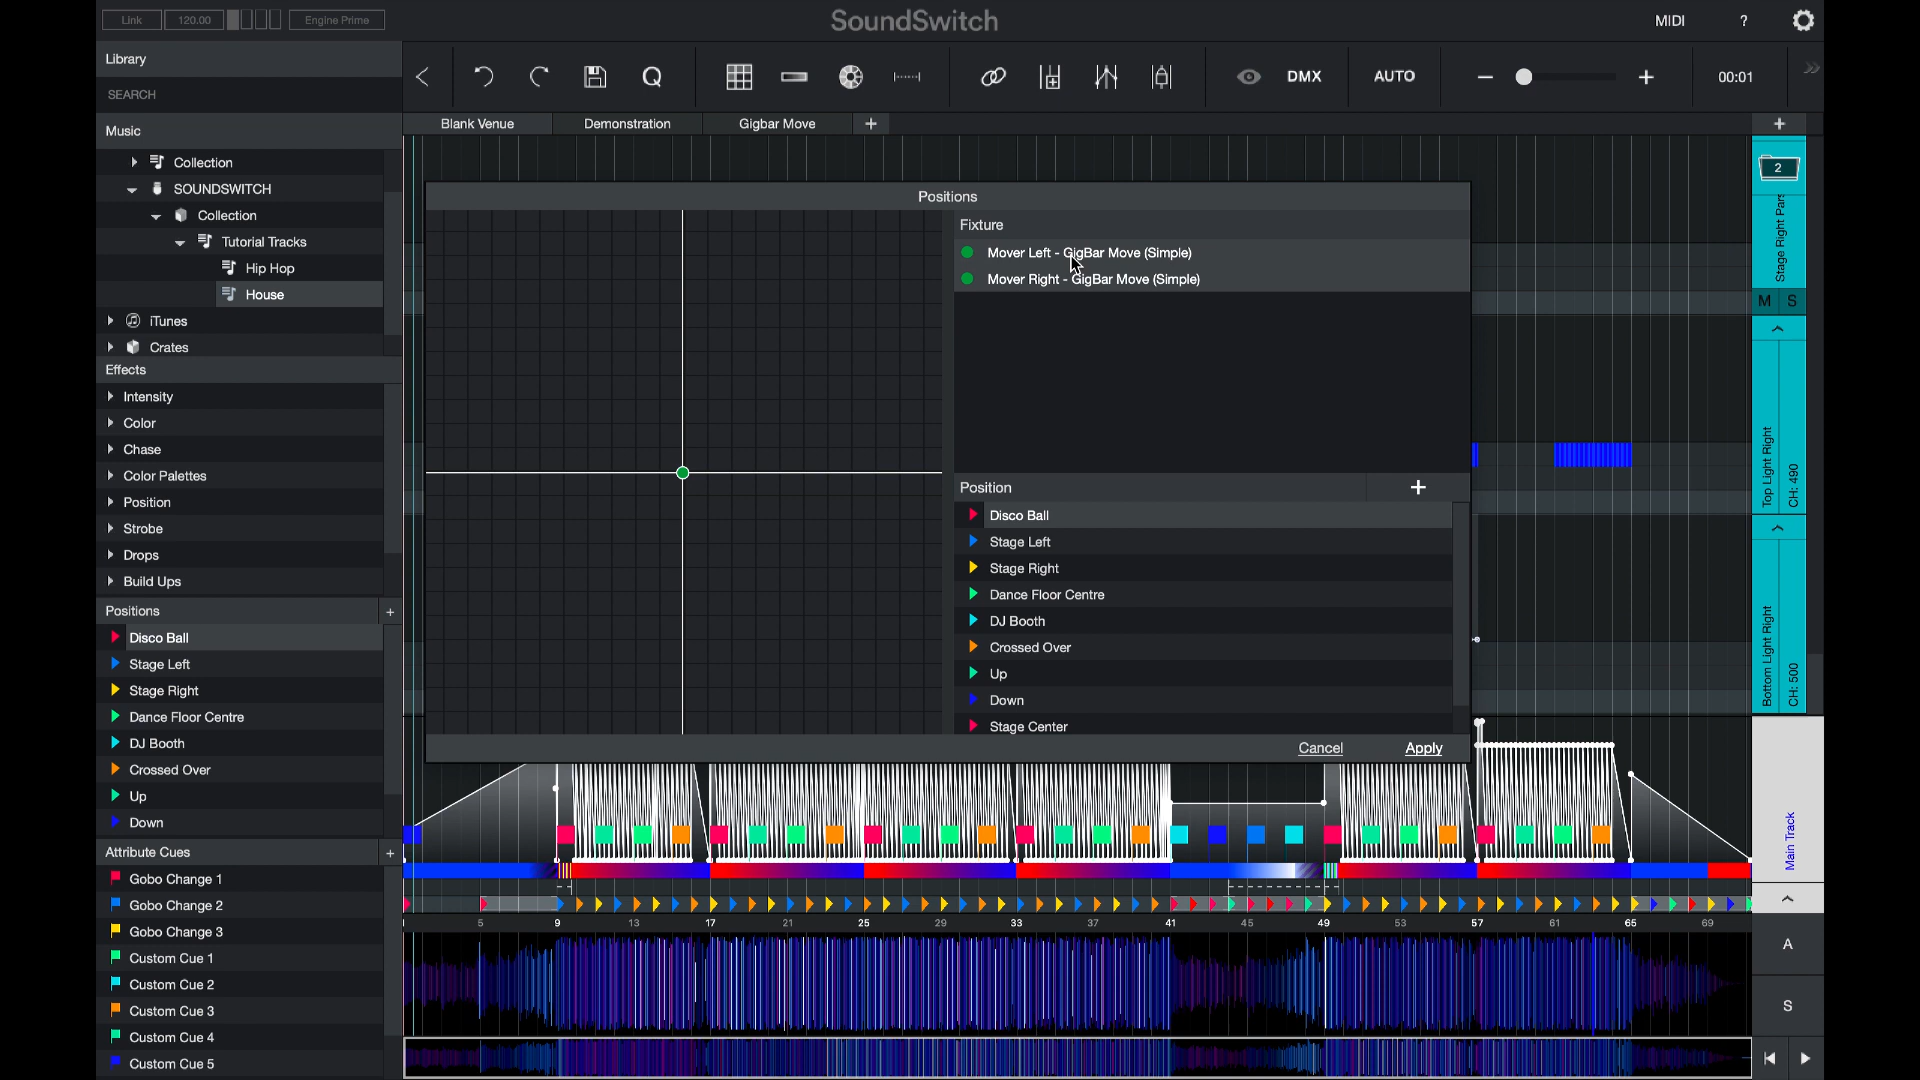 Link
120.00
Engine Prime
SoundSwitch
MIDI
?
Library
SEARCH
Q
DMX
AUTO
00:01
Music
Collection
SOUNDSWITCH
Collection
Tutorial Tracks
Hip Hop
House
iTunes
Crates
Effects
Intensity
Color
Chase
Color Palettes
Position
Strobe
Drops
Build Ups
Positions
+
Disco Ball
Stage Left
Stage Right
Dance Floor Centre
DJ Booth
Crossed Over
Up
Down
Attribute Cues
+
Gobo Change 1
Gobo Change 2
Gobo Change 3
Custom Cue 1
Custom Cue 2
Custom Cue 3
Custom Cue 4
Custom Cue 5
Blank Venue
Demonstration
Gigbar Move
+
+
Positions
Fixture
Mover Left - GigBar Move (Simple)
Mover Right - GigBar Move (Simple)
Position
+
Disco Ball
Stage Left
Stage Right
Dance Floor Centre
DJ Booth
Crossed Over
Up
Down
Stage Center
Cancel
Apply
2
Stage Right Pars
M S
Top Light Right
CH: 490
Bottom Light Right
CH: 500
Main Track
5 9 13 17 21 25 29 33 37 41 45 49 53 57 61 65 69
A
S